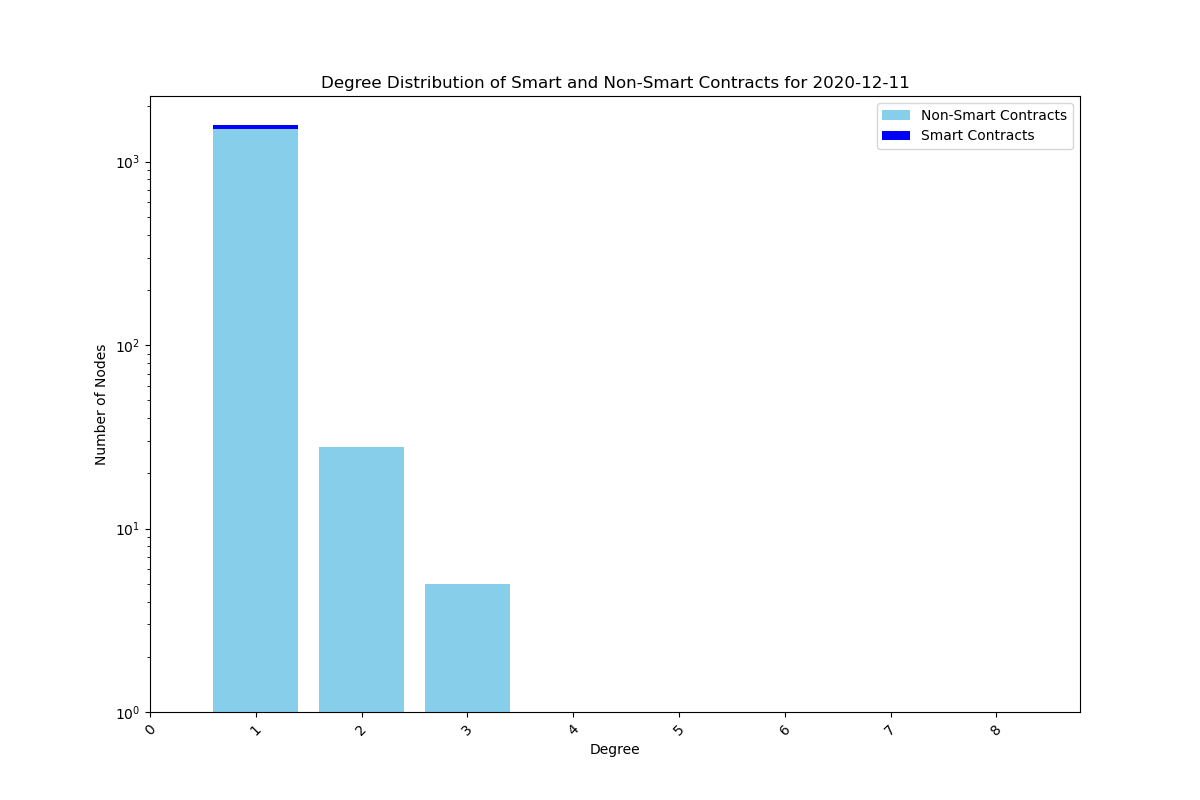 Degree Distribution of Smart and Non-Smart Contracts for 2020-12-11
Non-Smart Contracts
Smart Contracts
Number of Nodes
10³
10²
10¹
10⁰
0 1 2 3 4 5 6 7 8
Degree